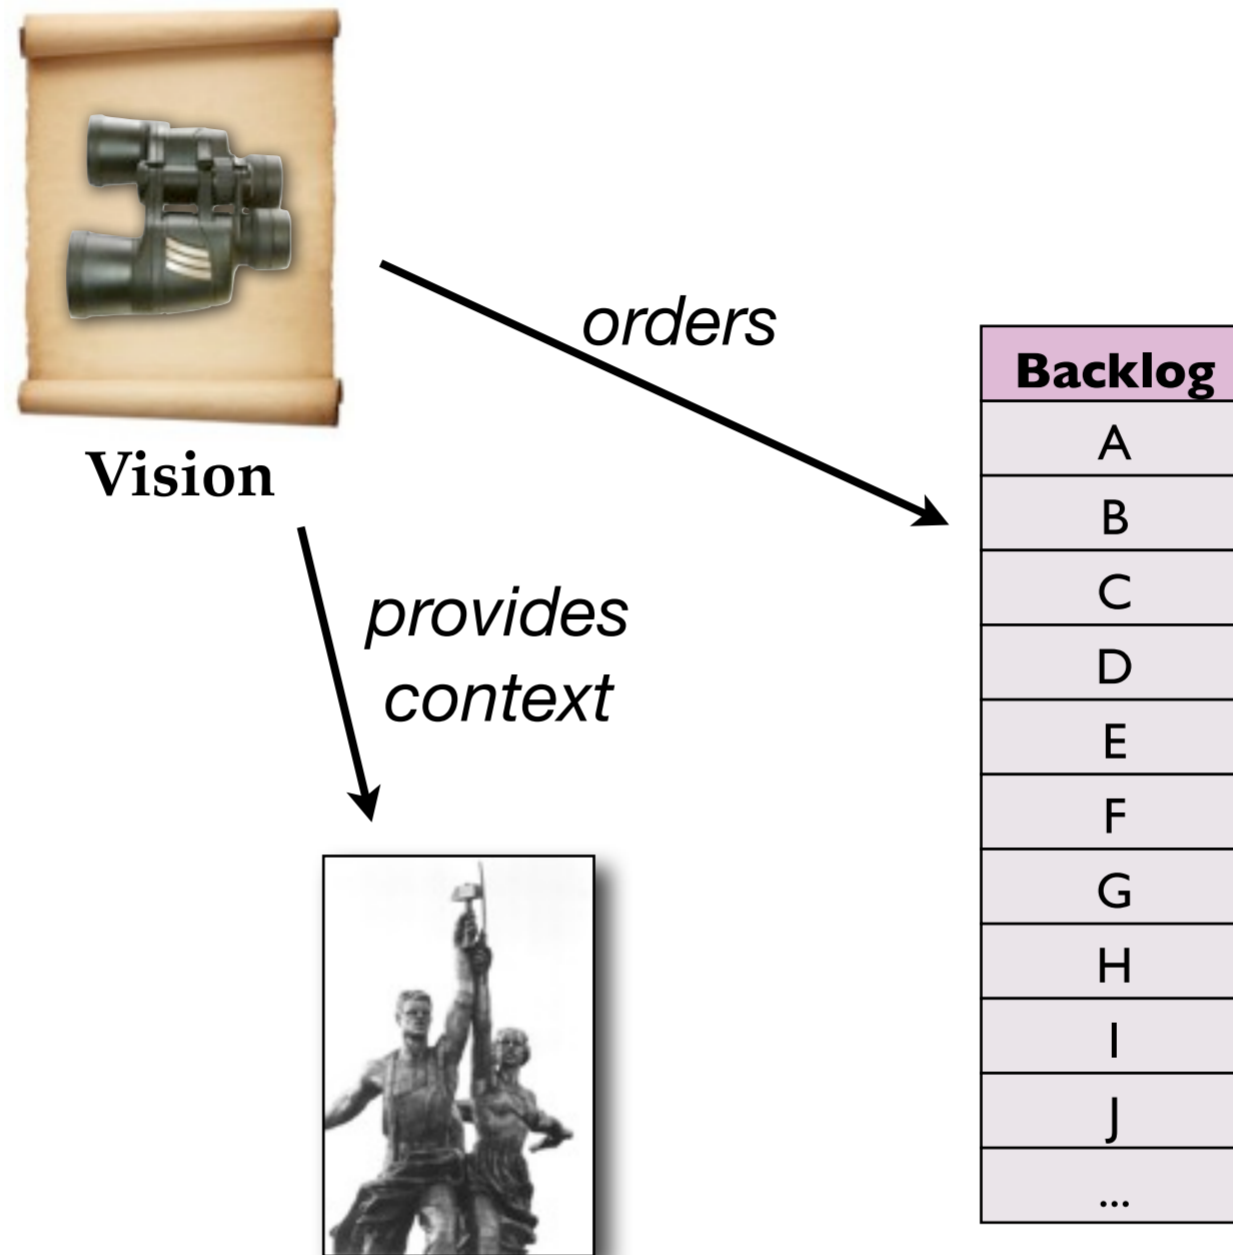 Vision
orders
provides
context
Backlog
A
B
C
D
E
F
G
H
I
J
...